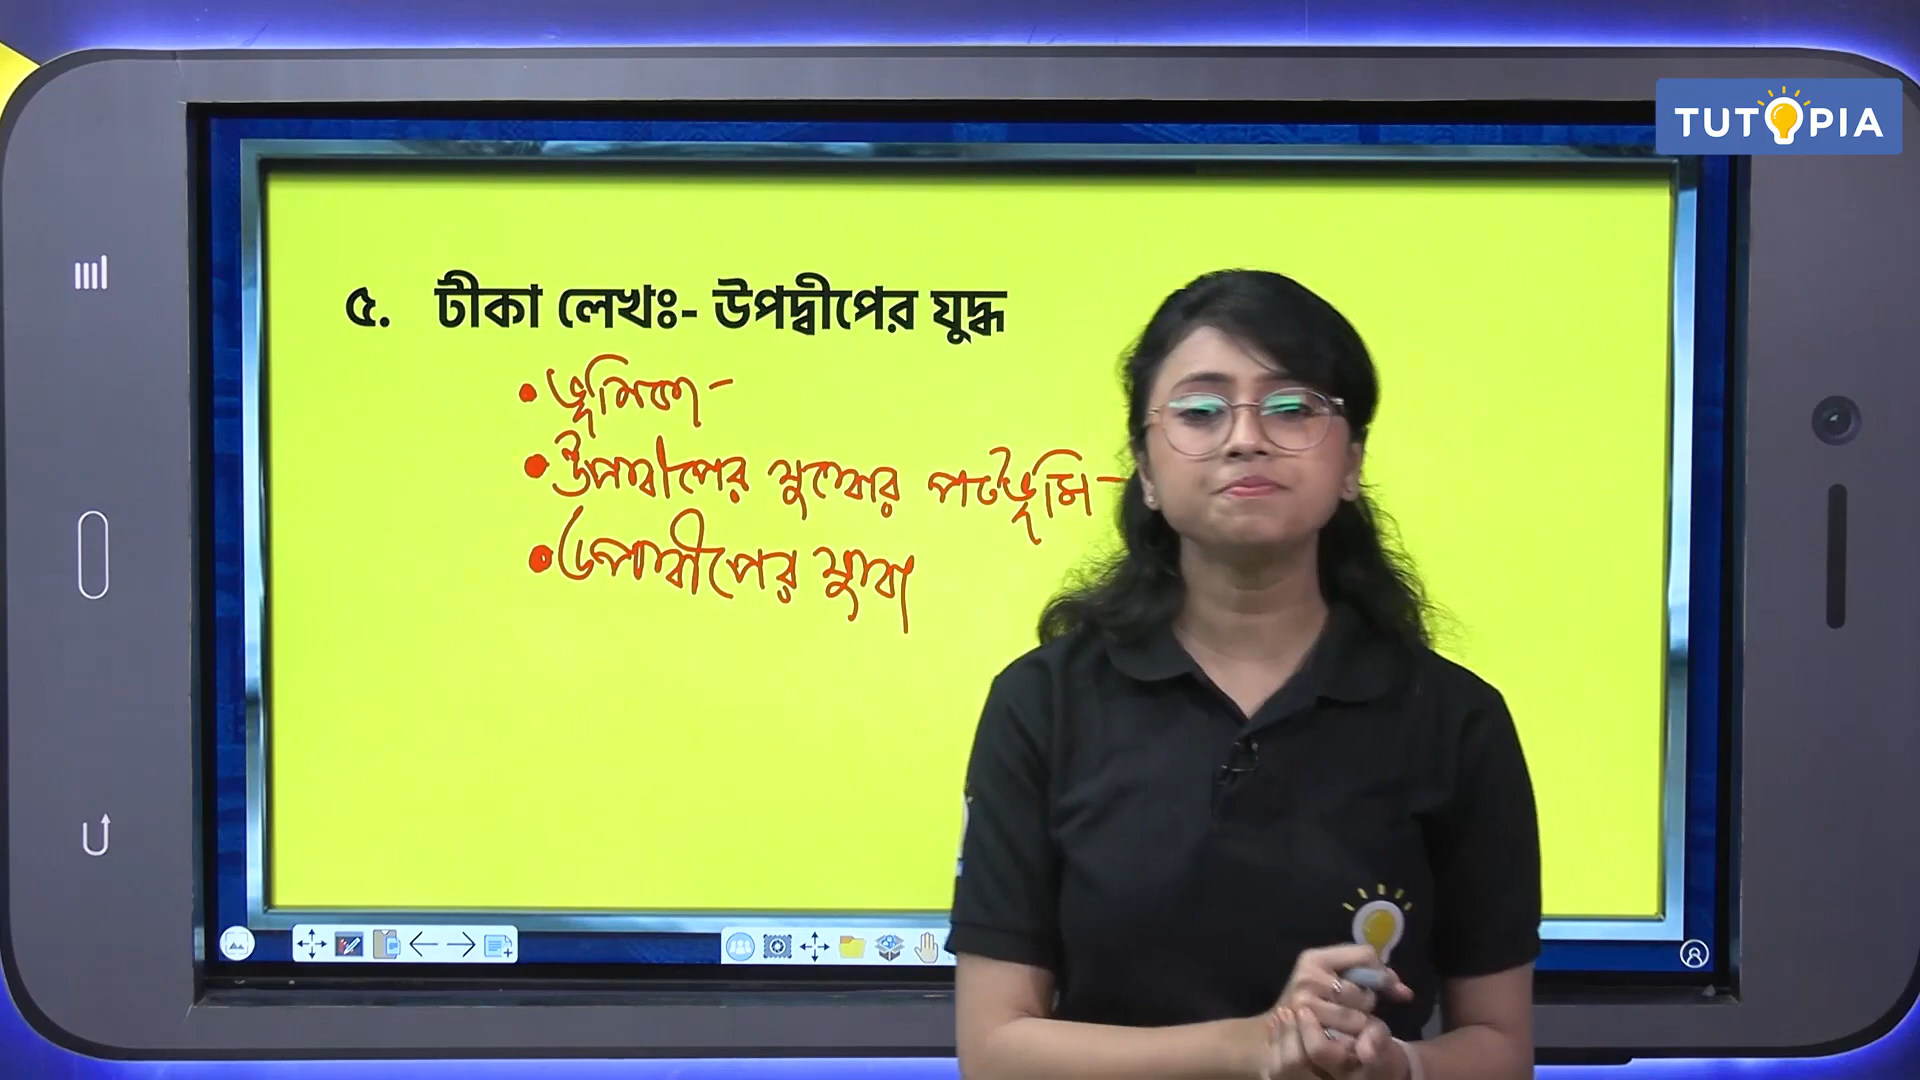 TUTOPIA
৫. টীকা লেখঃ- উপদ্বীপের যুদ্ধ
• ভূমিকা -
• উপদ্বীপের যুদ্ধের পটভূমি -
• উপদ্বীপের যুদ্ধ